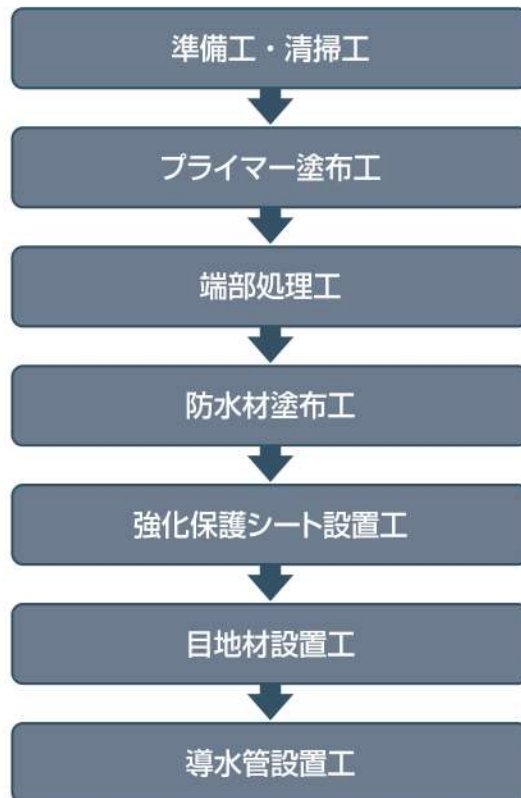 準備工・清掃工
プライマー塗布工
端部処理工
防水材塗布工
強化保護シート設置工
目地材設置工
導水管設置工